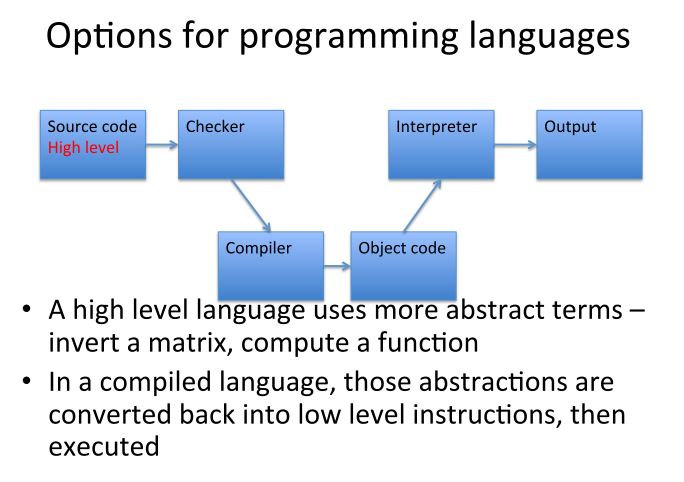 Options for programming languages
Source code
High level
Checker
Interpreter
Output
Compiler
Object code
• A high level language uses more abstract terms –
invert a matrix, compute a function
• In a compiled language, those abstractions are
converted back into low level instructions, then
executed